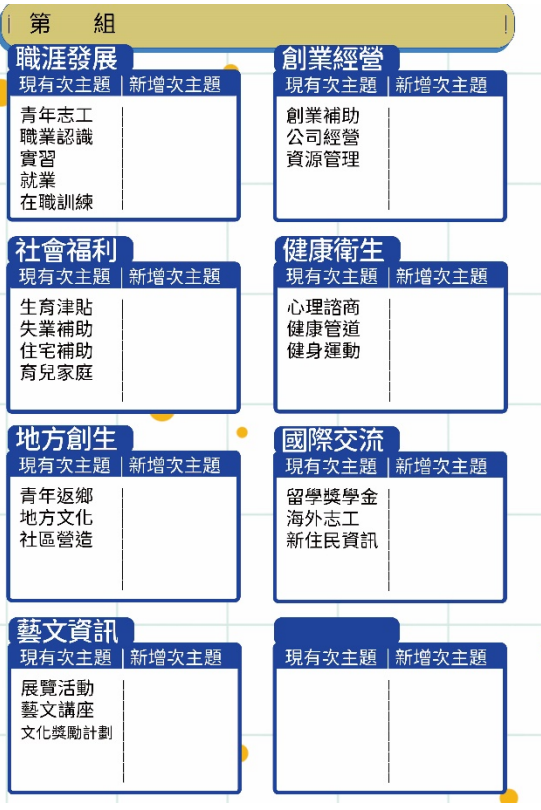 第 組
職涯發展
現有次主題 新增次主題
青年志工
職業認識
實習
就業
在職訓練
創業經營
現有次主題 新增次主題
創業補助
公司經營
資源管理
社會福利
現有次主題 新增次主題
生育津貼
失業補助
住宅補助
育兒家庭
健康衛生
現有次主題 新增次主題
心理諮商
健康管道
健身運動
地方創生
現有次主題 新增次主題
青年返鄉
地方文化
社區營造
國際交流
現有次主題 新增次主題
留學獎學金
海外志工
新住民資訊
藝文資訊
現有次主題 新增次主題
展覽活動
藝文講座
文化獎勵計劃
現有次主題 新增次主題